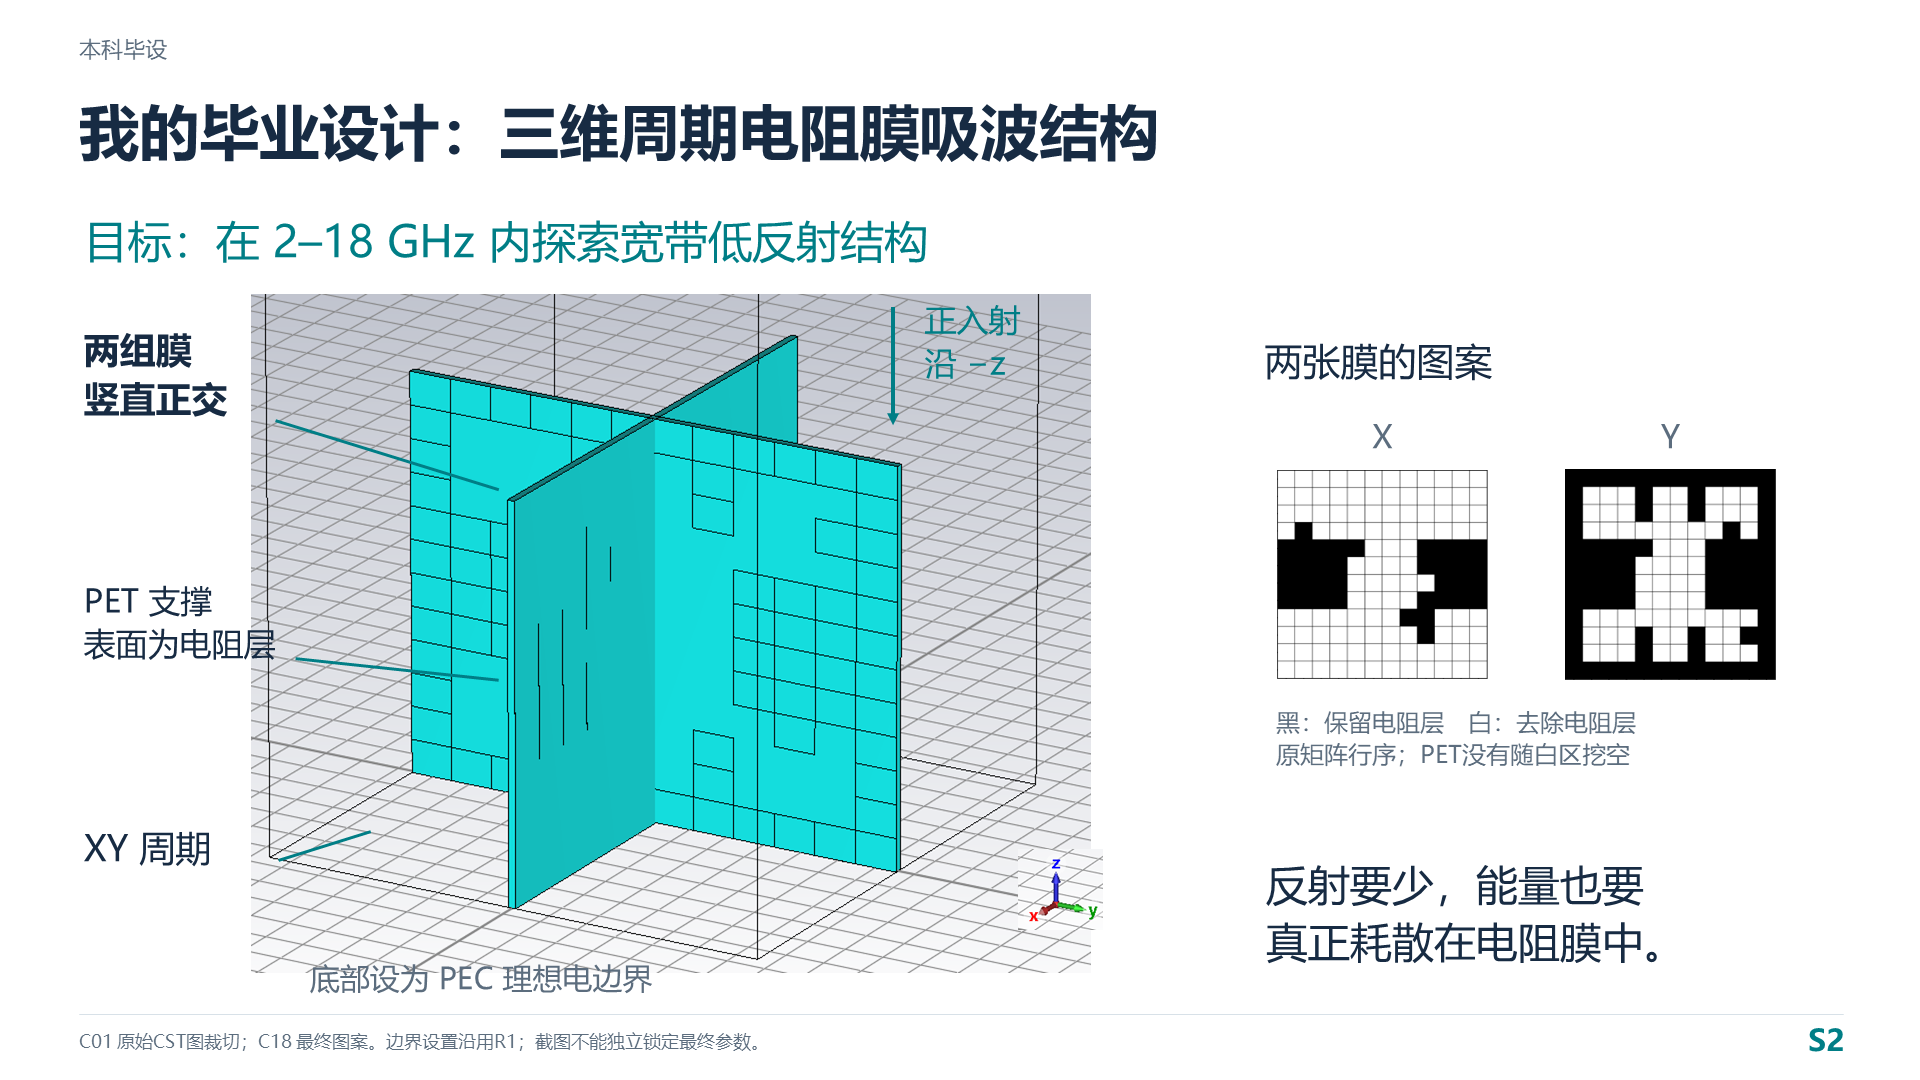 本科毕设
我的毕业设计：三维周期电阻膜吸波结构
目标：在 2–18 GHz 内探索宽带低反射结构
两组膜
竖直正交
正入射
沿 −z
PET 支撑
表面为电阻层
XY 周期
z
x
y
底部设为 PEC 理想电边界
两张膜的图案
X
Y
黑：保留电阻层　白：去除电阻层
原矩阵行序；PET没有随白区挖空
反射要少，能量也要
真正耗散在电阻膜中。
C01 原始CST图裁切；C18 最终图案。边界设置沿用R1；截图不能独立锁定最终参数。
S2